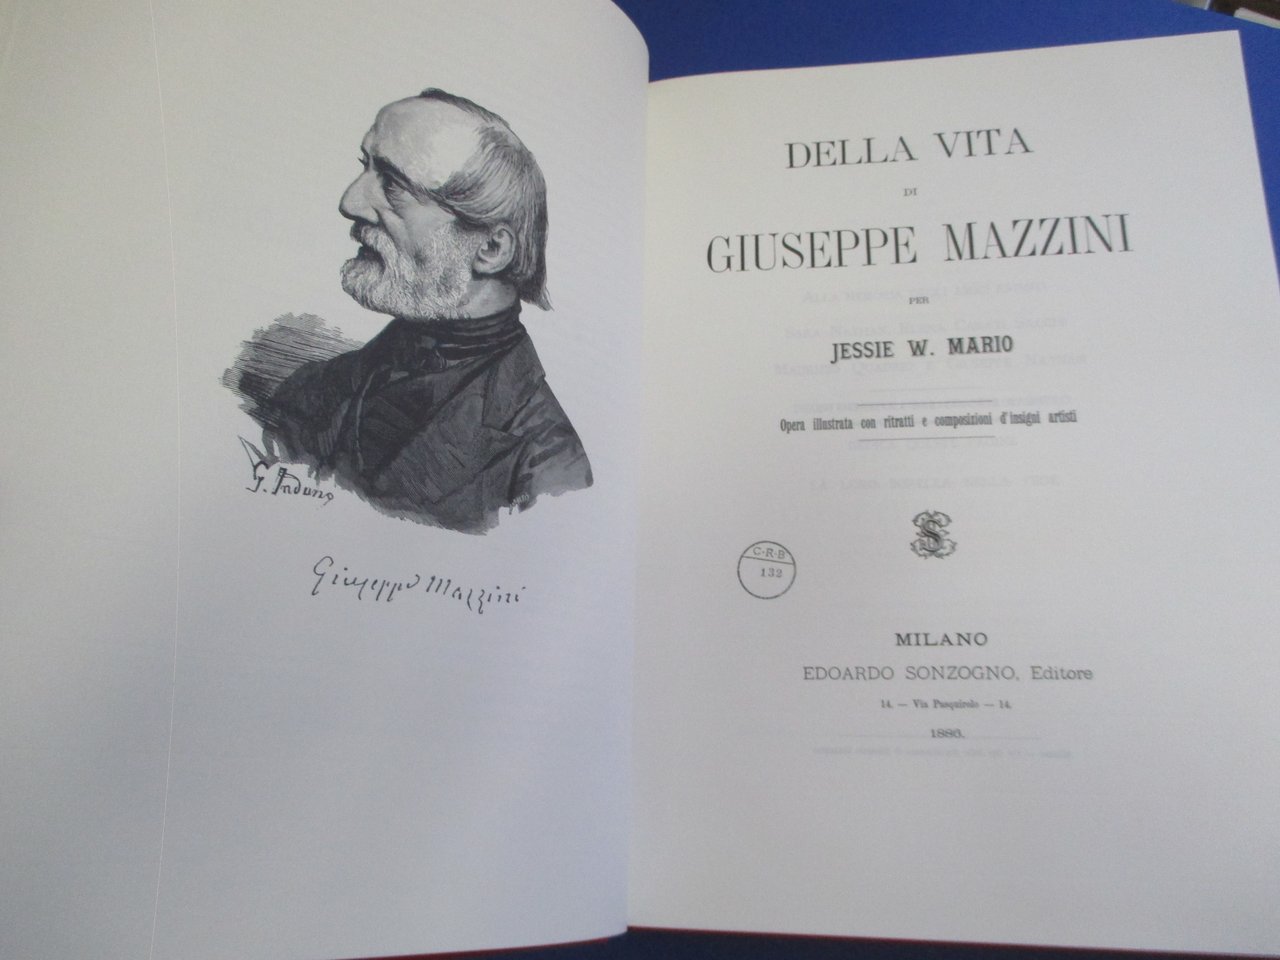 G. Induno
Giuseppe Mazzini
DELLA VITA
DI
GIUSEPPE MAZZINI
PER
JESSIE W. MARIO
Opera illustrata con ritratti e composizioni d'insigni artisti
C-R-B
132
MILANO
EDOARDO SONZOGNO, Editore
14. — Via Pasquirolo — 14.
1886.